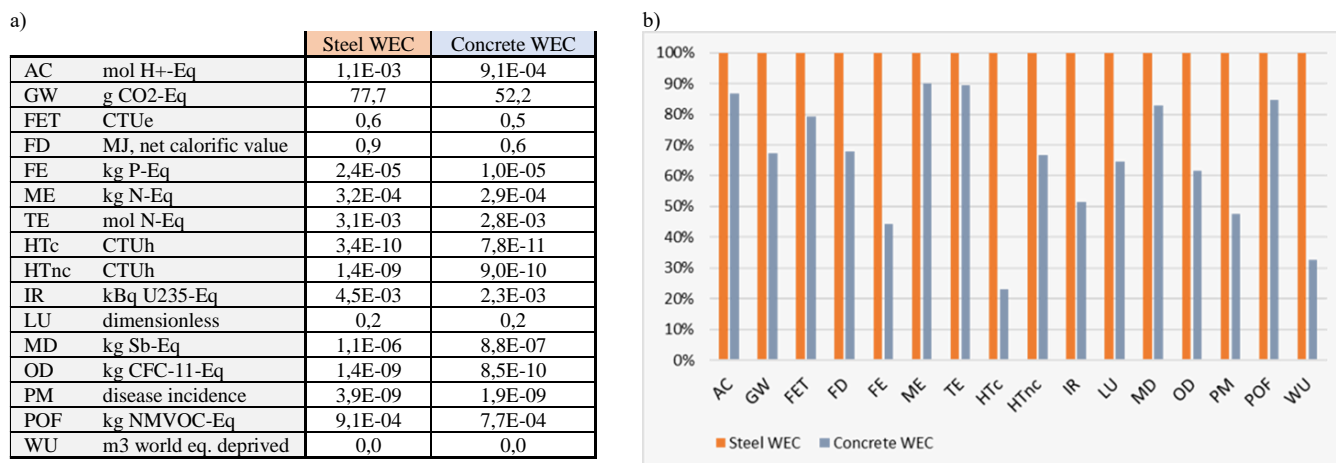 a)
Steel WEC Concrete WEC
AC mol H+-Eq 1,1E-03 9,1E-04
GW g CO2-Eq 77,7 52,2
FET CTUe 0,6 0,5
FD MJ, net calorific value 0,9 0,6
FE kg P-Eq 2,4E-05 1,0E-05
ME kg N-Eq 3,2E-04 2,9E-04
TE mol N-Eq 3,1E-03 2,8E-03
HTc CTUh 3,4E-10 7,8E-11
HTnc CTUh 1,4E-09 9,0E-10
IR kBq U235-Eq 4,5E-03 2,3E-03
LU dimensionless 0,2 0,2
MD kg Sb-Eq 1,1E-06 8,8E-07
OD kg CFC-11-Eq 1,4E-09 8,5E-10
PM disease incidence 3,9E-09 1,9E-09
POF kg NMVOC-Eq 9,1E-04 7,7E-04
WU m3 world eq. deprived 0,0 0,0
b)
100%
90%
80%
70%
60%
50%
40%
30%
20%
10%
0%
AC GW FET FD FE ME TE HTc HTnc IR LU MD OD PM POF WU
Steel WEC Concrete WEC